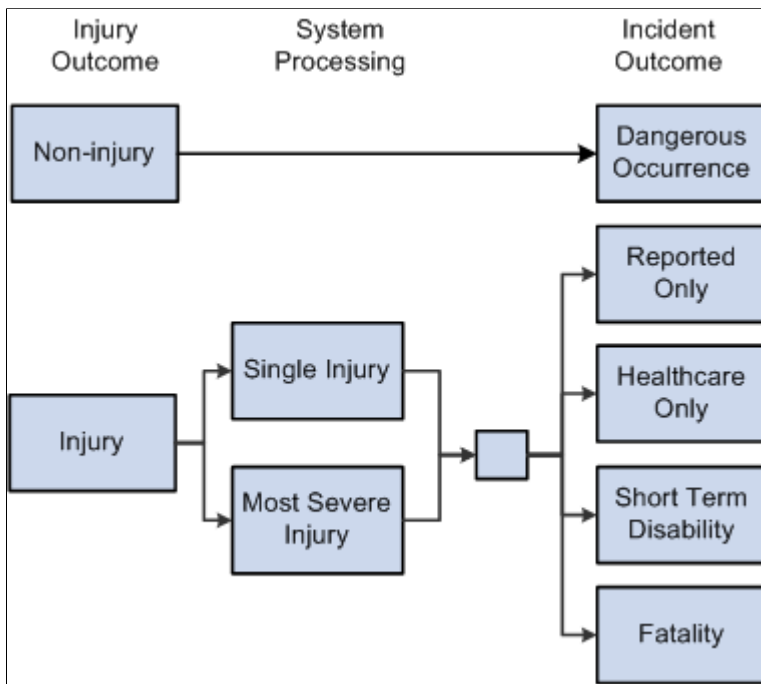 Injury
Outcome
System
Processing
Incident
Outcome
Non-injury
Dangerous
Occurrence
Reported
Only
Single Injury
Healthcare
Only
Injury
Most Severe
Injury
Short Term
Disability
Fatality